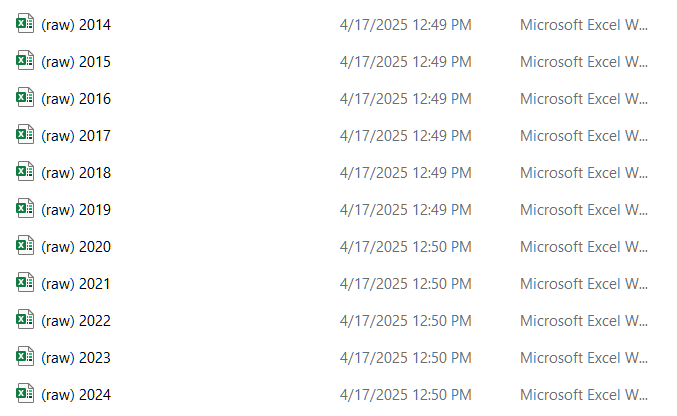 (raw) 2014 4/17/2025 12:49 PM Microsoft Excel W...
(raw) 2015 4/17/2025 12:49 PM Microsoft Excel W...
(raw) 2016 4/17/2025 12:49 PM Microsoft Excel W...
(raw) 2017 4/17/2025 12:49 PM Microsoft Excel W...
(raw) 2018 4/17/2025 12:49 PM Microsoft Excel W...
(raw) 2019 4/17/2025 12:49 PM Microsoft Excel W...
(raw) 2020 4/17/2025 12:50 PM Microsoft Excel W...
(raw) 2021 4/17/2025 12:50 PM Microsoft Excel W...
(raw) 2022 4/17/2025 12:50 PM Microsoft Excel W...
(raw) 2023 4/17/2025 12:50 PM Microsoft Excel W...
(raw) 2024 4/17/2025 12:50 PM Microsoft Excel W...